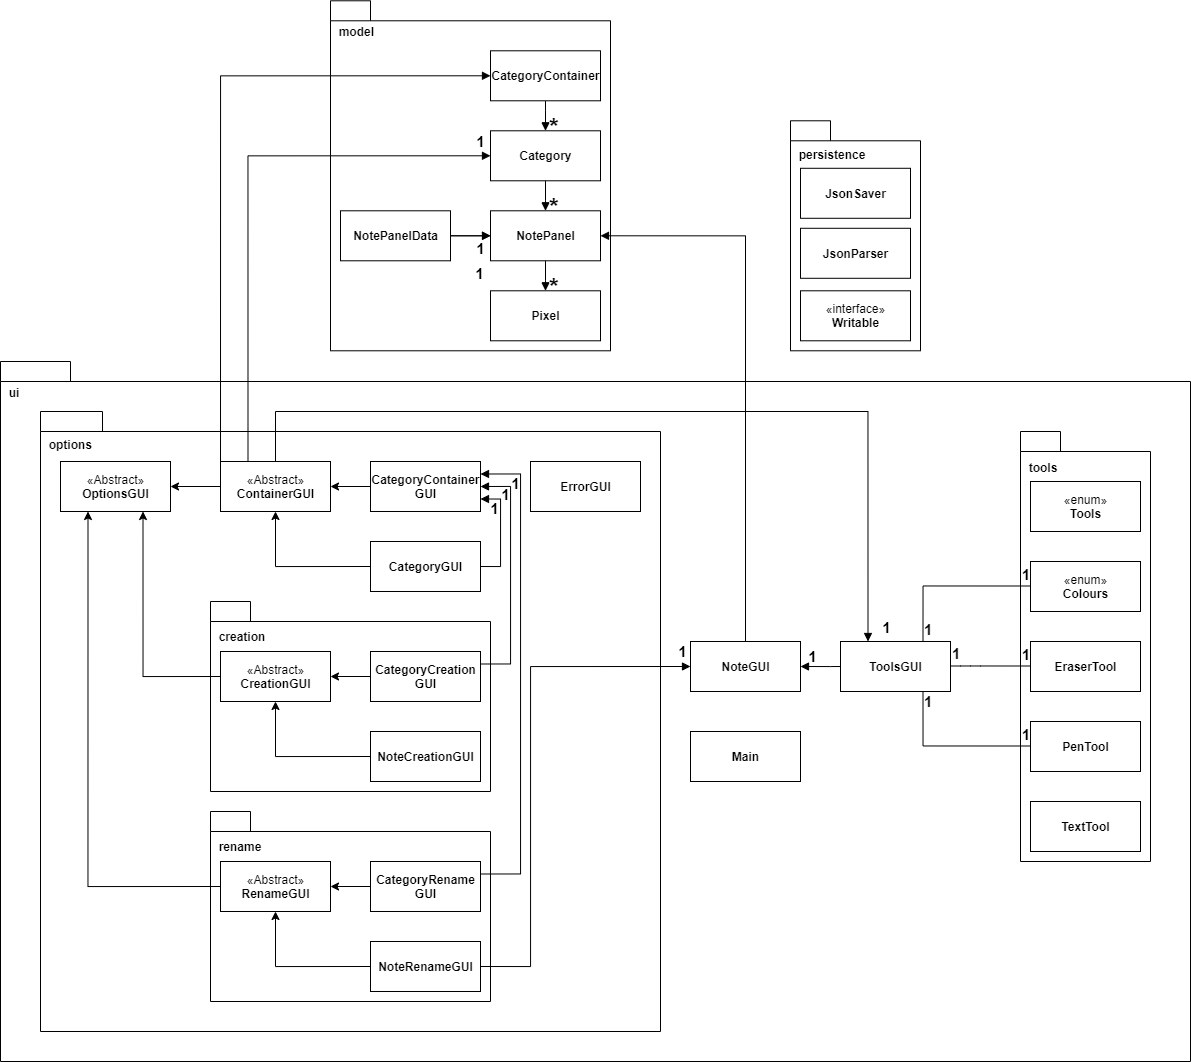 model
CategoryContainer
*
1
Category
*
NotePanelData
NotePanel
1
1
*
Pixel
persistence
JsonSaver
JsonParser
«interface»
Writable
ui
options
«Abstract»
OptionsGUI
«Abstract»
ContainerGUI
CategoryContainer
GUI
1
1
1
ErrorGUI
CategoryGUI
creation
«Abstract»
CreationGUI
CategoryCreation
GUI
NoteCreationGUI
rename
«Abstract»
RenameGUI
CategoryRename
GUI
NoteRenameGUI
1
NoteGUI
1
Main
1
ToolsGUI
1
1
1
tools
«enum»
Tools
1
«enum»
Colours
1
EraserTool
1
PenTool
TextTool